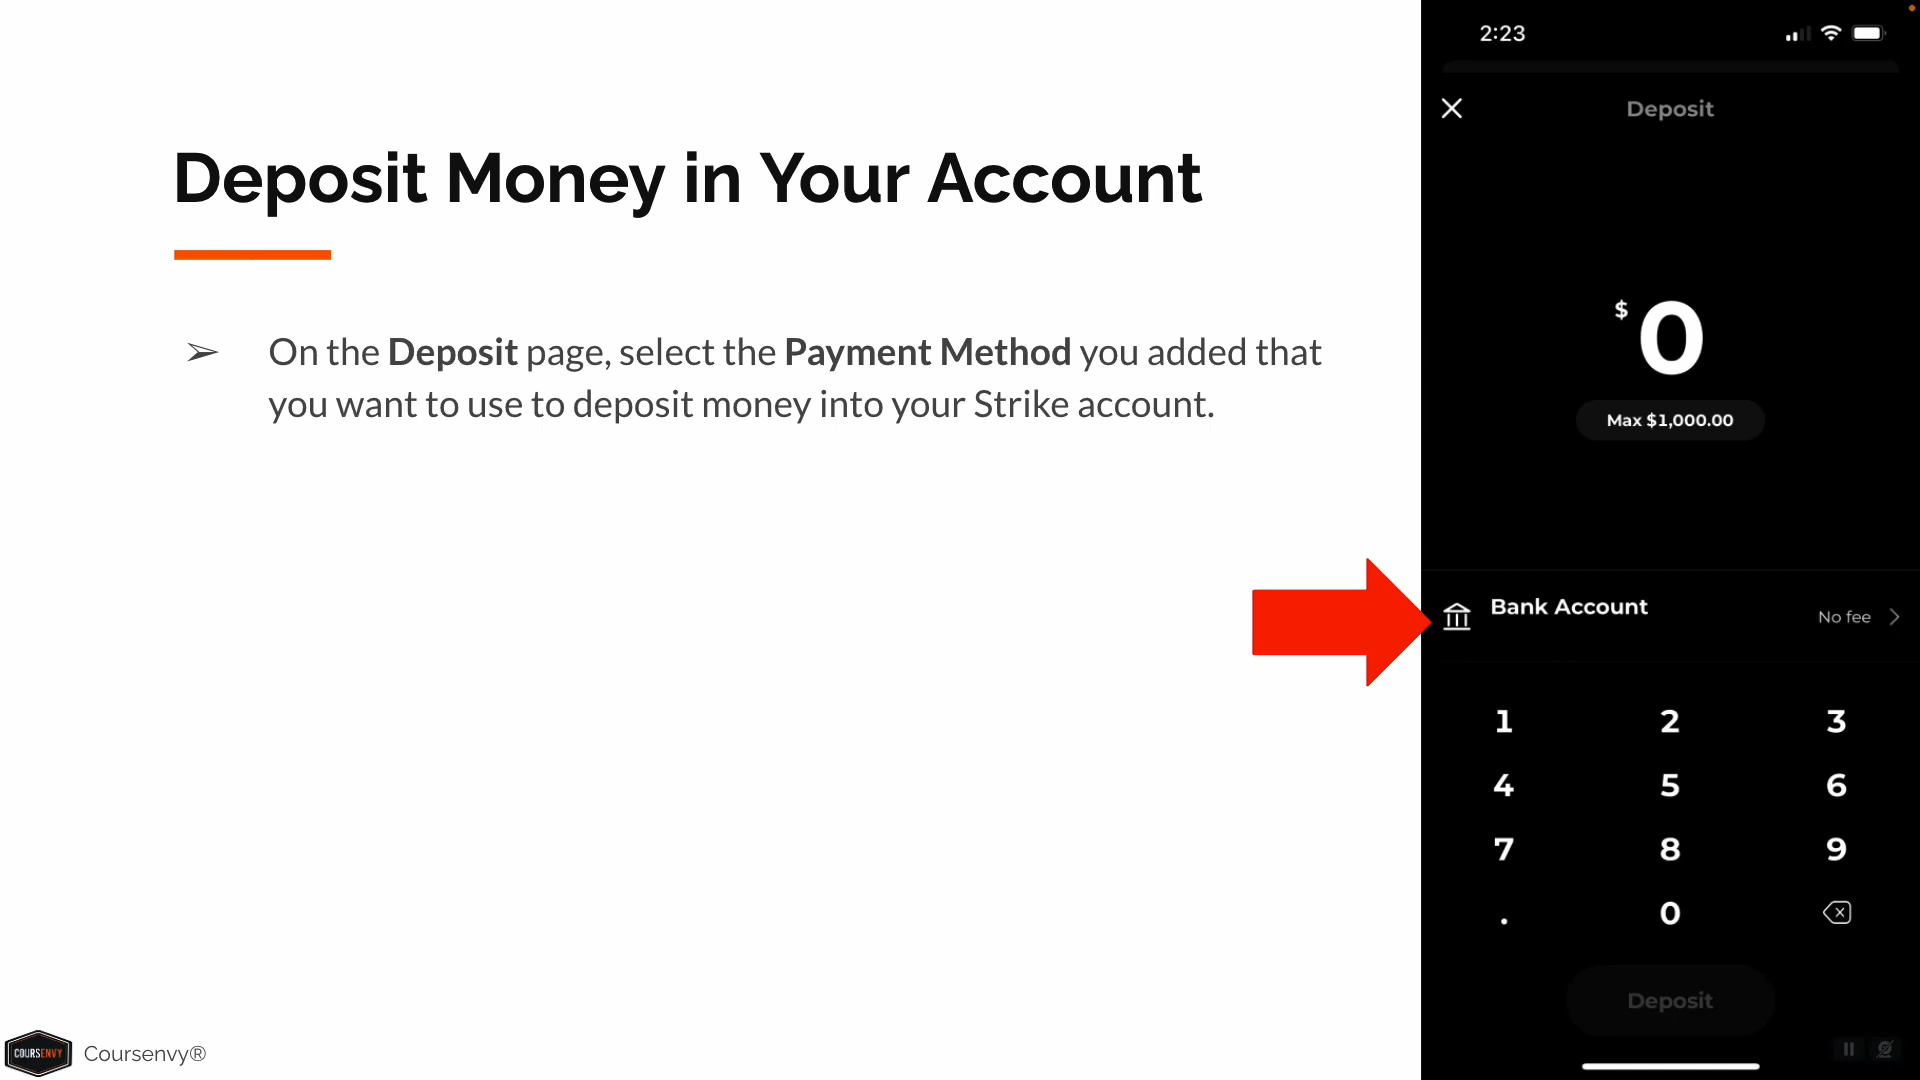 Deposit Money in Your Account
➢ On the Deposit page, select the Payment Method you added that
you want to use to deposit money into your Strike account.
COURSENVY
Coursenvy®
2:23
Deposit
$ 0
Max $1,000.00
Bank Account
No fee
1 2 3
4 5 6
7 8 9
. 0
Deposit